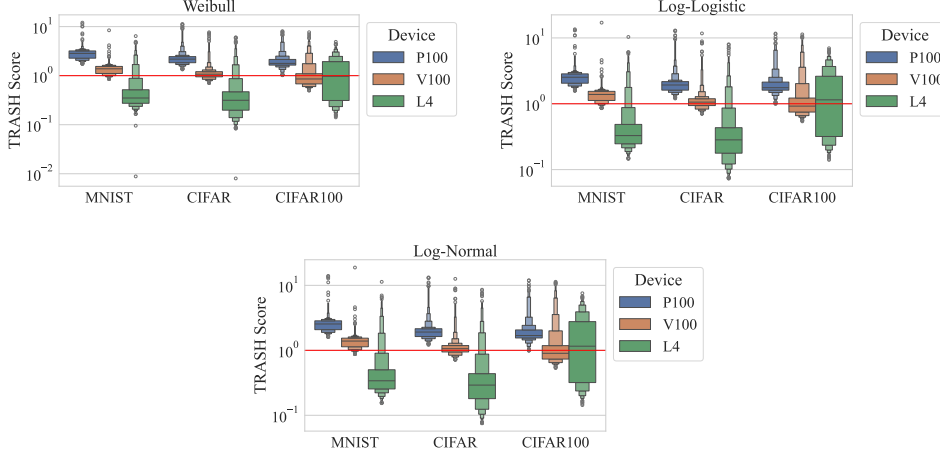 Weibull
TRASH Score
10^1
10^0
10^-1
10^-2
MNIST CIFAR CIFAR100
Device
P100
V100
L4
Log-Logistic
TRASH Score
10^1
10^0
10^-1
MNIST CIFAR CIFAR100
Device
P100
V100
L4
Log-Normal
TRASH Score
10^1
10^0
10^-1
MNIST CIFAR CIFAR100
Device
P100
V100
L4